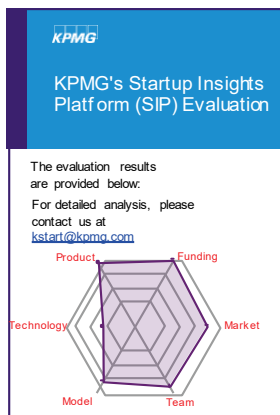 KPMG
KPMG's Startup Insights
Platform (SIP) Evaluation
The evaluation results
are provided below:
For detailed analysis, please
contact us at
kstart@kpmg.com
Product
Funding
Technology
Market
Model
Team